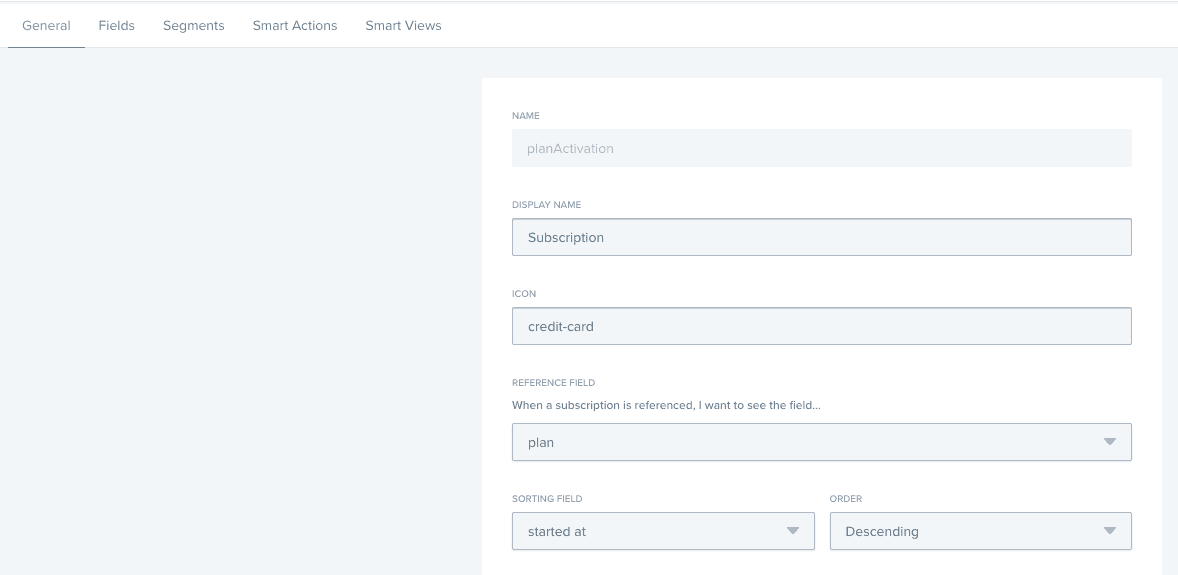 General Fields Segments Smart Actions Smart Views
NAME
planActivation
DISPLAY NAME
Subscription
ICON
credit-card
REFERENCE FIELD
When a subscription is referenced, I want to see the field...
plan
SORTING FIELD ORDER
started at Descending